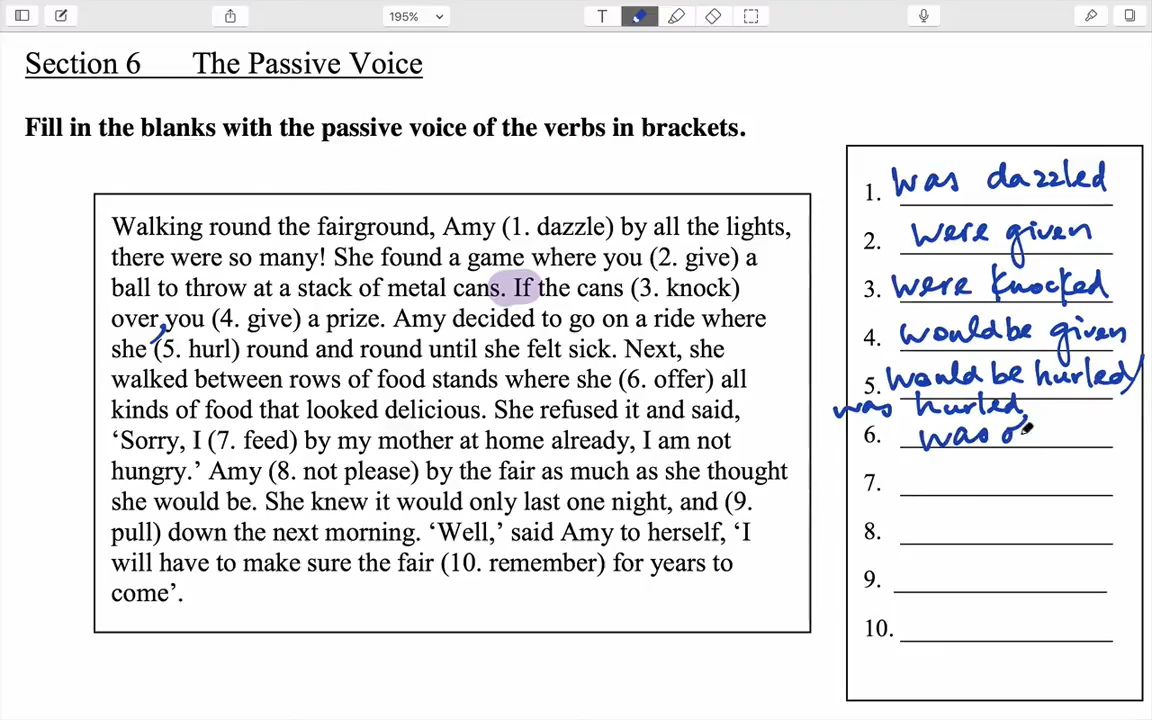 195%
T
Section 6 The Passive Voice
Fill in the blanks with the passive voice of the verbs in brackets.
Walking round the fairground, Amy (1. dazzle) by all the lights,
there were so many! She found a game where you (2. give) a
ball to throw at a stack of metal cans. If the cans (3. knock)
over, you (4. give) a prize. Amy decided to go on a ride where
she (5. hurl) round and round until she felt sick. Next, she
walked between rows of food stands where she (6. offer) all
kinds of food that looked delicious. She refused it and said,
‘Sorry, I (7. feed) by my mother at home already, I am not
hungry.’ Amy (8. not please) by the fair as much as she thought
she would be. She knew it would only last one night, and (9.
pull) down the next morning. ‘Well,’ said Amy to herself, ‘I
will have to make sure the fair (10. remember) for years to
come’.
1. was dazzled
2. were given
3. were knocked
4. would be given
5. would be hurled/
was hurled
6. was o
7.
8.
9.
10.